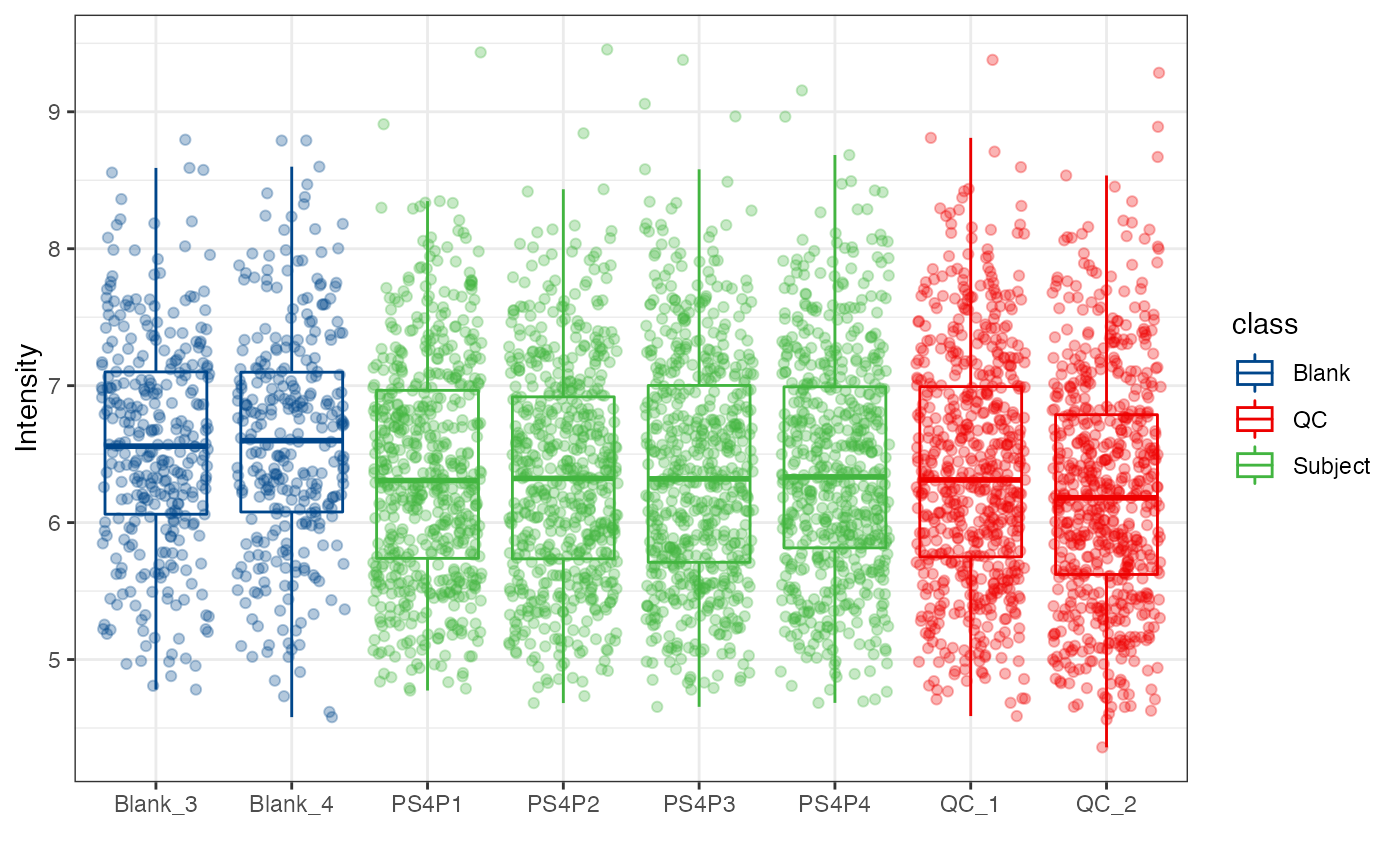 Intensity
9
8
7
6
5
Blank_3 Blank_4 PS4P1 PS4P2 PS4P3 PS4P4 QC_1 QC_2
class
Blank
QC
Subject